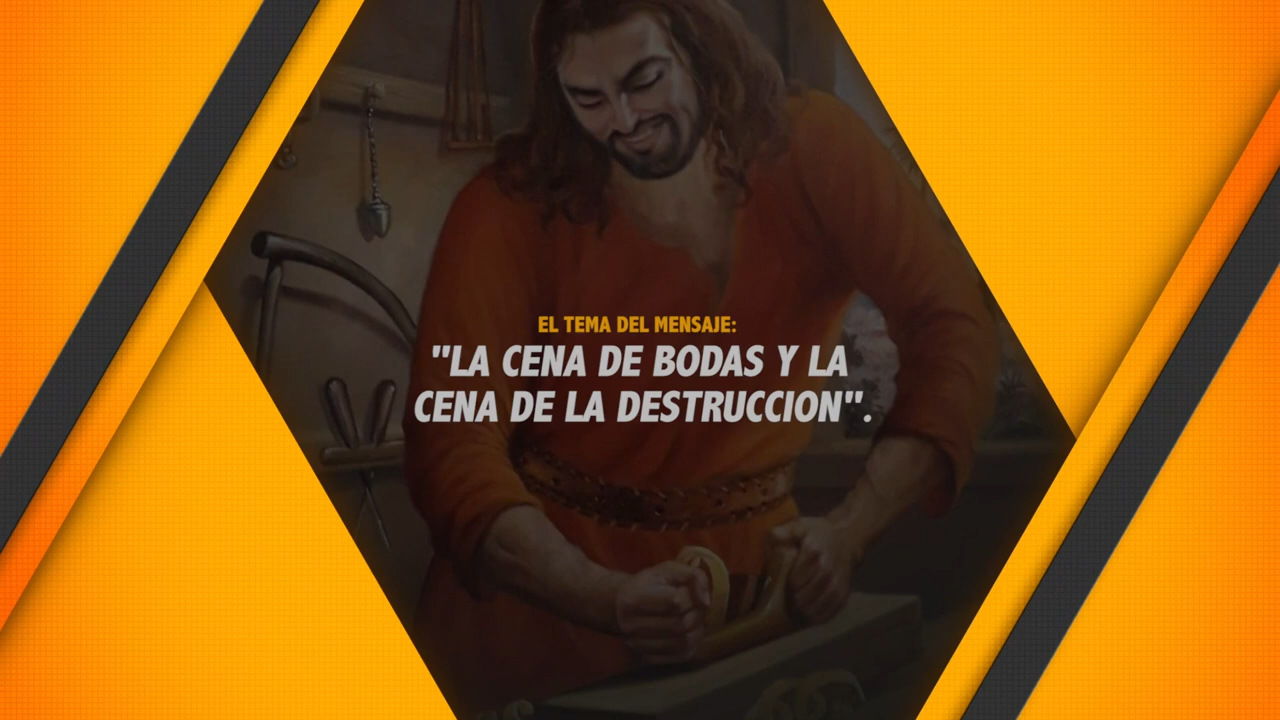 EL TEMA DEL MENSAJE:
"LA CENA DE BODAS Y LA
CENA DE LA DESTRUCCION".